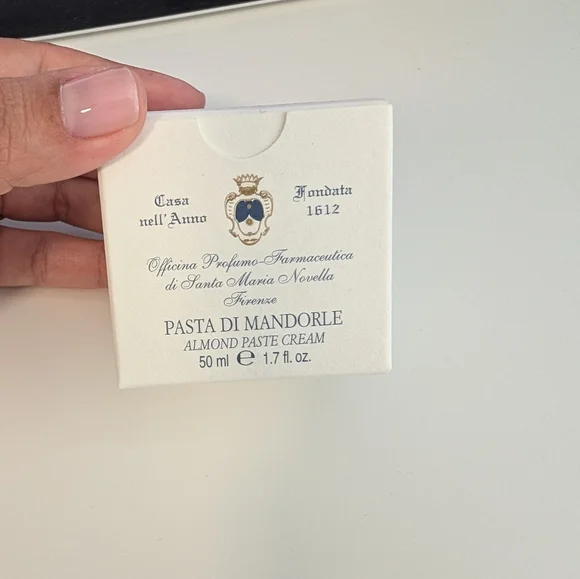 Casa
nell'Anno
Fondata
1612
Officina Profumo-Farmaceutica
di Santa Maria Novella
Firenze
PASTA DI MANDORLE
ALMOND PASTE CREAM
50 ml e 1.7 fl. oz.